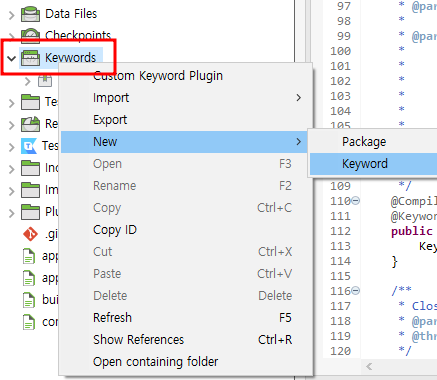 Data Files
Checkpoints
Keywords
Custom Keyword Plugin
Import
Export
New
Open F3
Rename F2
Copy Ctrl+C
Copy ID
Cut Ctrl+X
Paste Ctrl+V
Delete Delete
Refresh F5
Show References Ctrl+R
Open containing folder
Package
Keyword
Te
Re
Tes
Inc
Im
Plu
.gi
app
app
bui
cor
97 * @par
98 *
99 * @par
100 *
101 *
102 *
103 *
104 *
105 *
109 */
110 @Compil
111 @Keywor
112 public
113 Key
114 }
115
116 /**
117 * Clos
118 * @par
119 * @thr
120 */